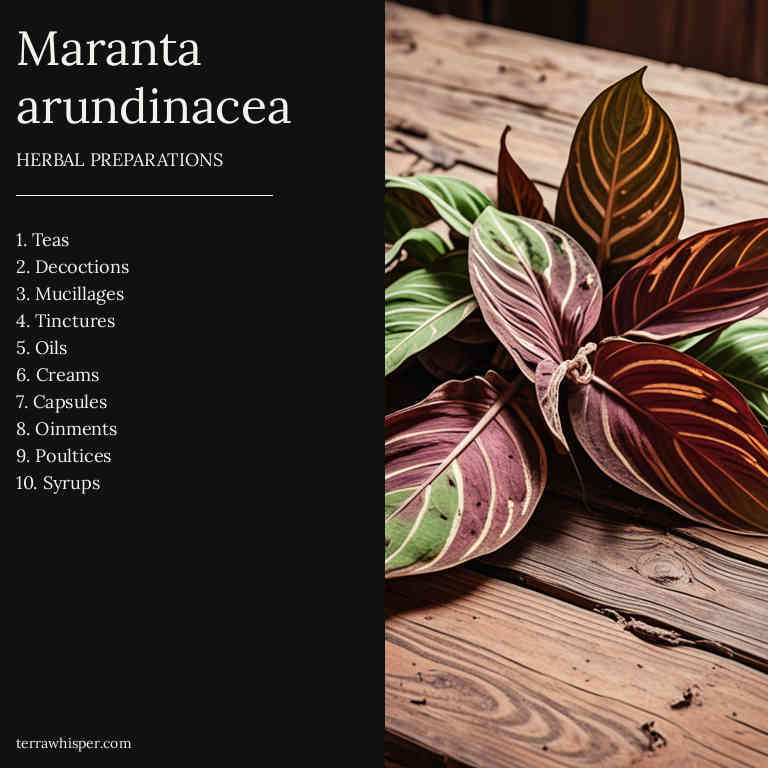 Maranta
arundinacea
HERBAL PREPARATIONS
1. Teas
2. Decoctions
3. Mucillages
4. Tinctures
5. Oils
6. Creams
7. Capsules
8. Oinments
9. Poultices
10. Syrups
terrawhisper.com